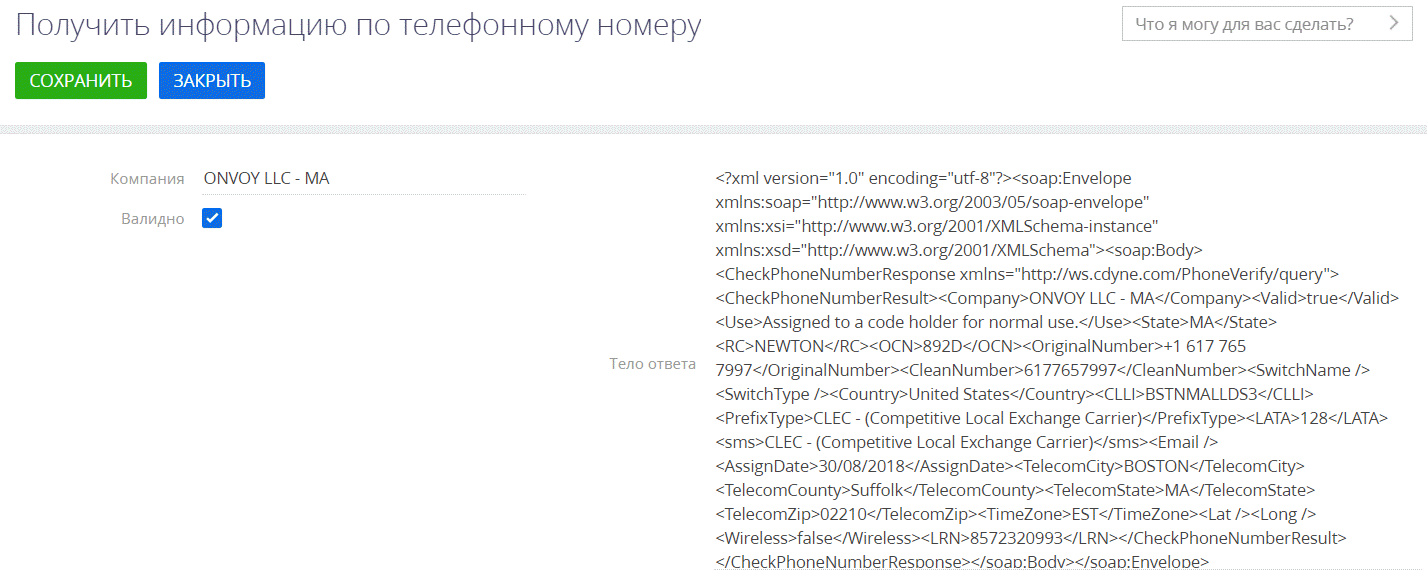 Получить информацию по телефонному номеру
Что я могу для вас сделать?
СОХРАНИТЬ
ЗАКРЫТЬ
Компания
ONVOY LLC - MA
Валидно
Тело ответа
<?xml version="1.0" encoding="utf-8"?><soap:Envelope
xmlns:soap="http://www.w3.org/2003/05/soap-envelope"
xmlns:xsi="http://www.w3.org/2001/XMLSchema-instance"
xmlns:xsd="http://www.w3.org/2001/XMLSchema"><soap:Body>
<CheckPhoneNumberResponse xmlns="http://ws.cdyne.com/PhoneVerify/query">
<CheckPhoneNumberResult><Company>ONVOY LLC - MA</Company><Valid>true</Valid>
<Use>Assigned to a code holder for normal use.</Use><State>MA</State>
<RC>NEWTON</RC><OCN>892D</OCN><OriginalNumber>+1 617 765
7997</OriginalNumber><CleanNumber>6177657997</CleanNumber><SwitchName />
<SwitchType /><Country>United States</Country><CLLI>BSTNMALLDS3</CLLI>
<PrefixType>CLEC - (Competitive Local Exchange Carrier)</PrefixType><LATA>128</LATA>
<sms>CLEC - (Competitive Local Exchange Carrier)</sms><Email />
<AssignDate>30/08/2018</AssignDate><TelecomCity>BOSTON</TelecomCity>
<TelecomCounty>Suffolk</TelecomCounty><TelecomState>MA</TelecomState>
<TelecomZip>02210</TelecomZip><TimeZone>EST</TimeZone><Lat /><Long />
<Wireless>false</Wireless><LRN>8572320993</LRN></CheckPhoneNumberResult>
</CheckPhoneNumberResponse></soap:Body></soap:Envelope>